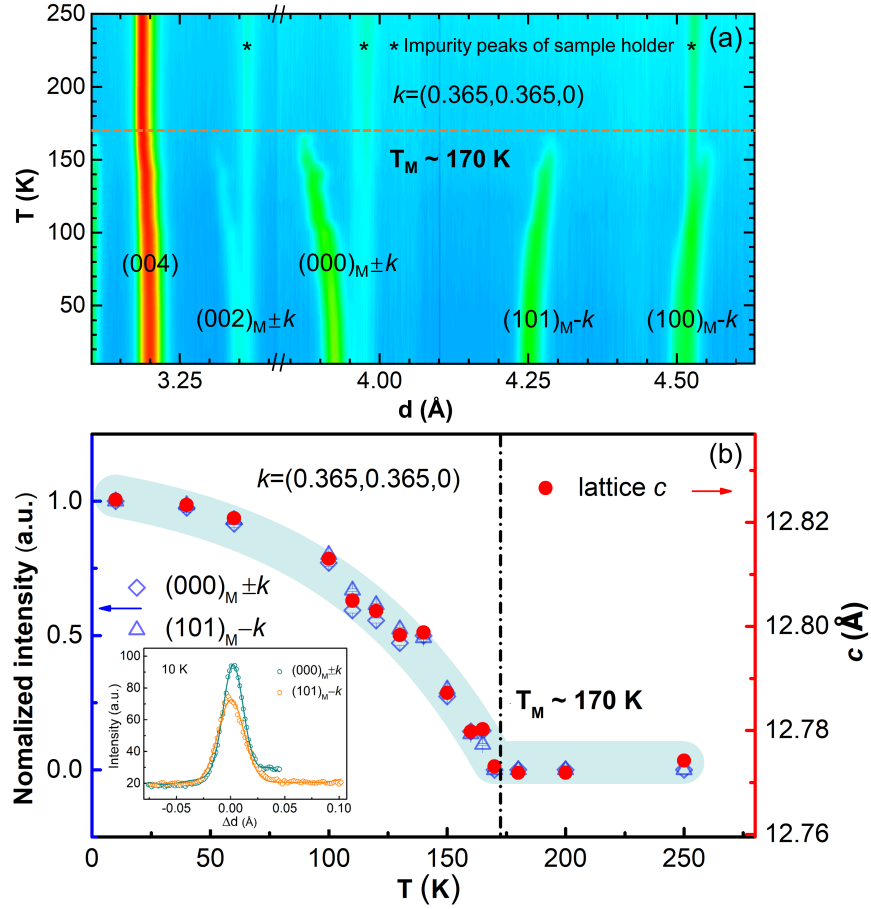 250
(a)
* * * Impurity peaks of sample holder *
200
k=(0.365,0.365,0)
150
T_M ~ 170 K
T (K)
100
(004)
(000)_M±k
50
(002)_M±k
(101)_M-k
(100)_M-k
3.25
4.00
4.25
4.50
d (Å)
(b)
k=(0.365,0.365,0)
lattice c
1.0
12.82
(000)_M±k
(101)_M−k
Nomalized intensity (a.u.)
0.5
12.80
c (Å)
100
10 K
(000)_M±k
80
(101)_M−k
Intensity (a.u.)
60
40
20
-0.05
0.00
0.05
0.10
Δd (Å)
T_M ~ 170 K
12.78
0.0
12.76
0
50
100
150
200
250
T (K)